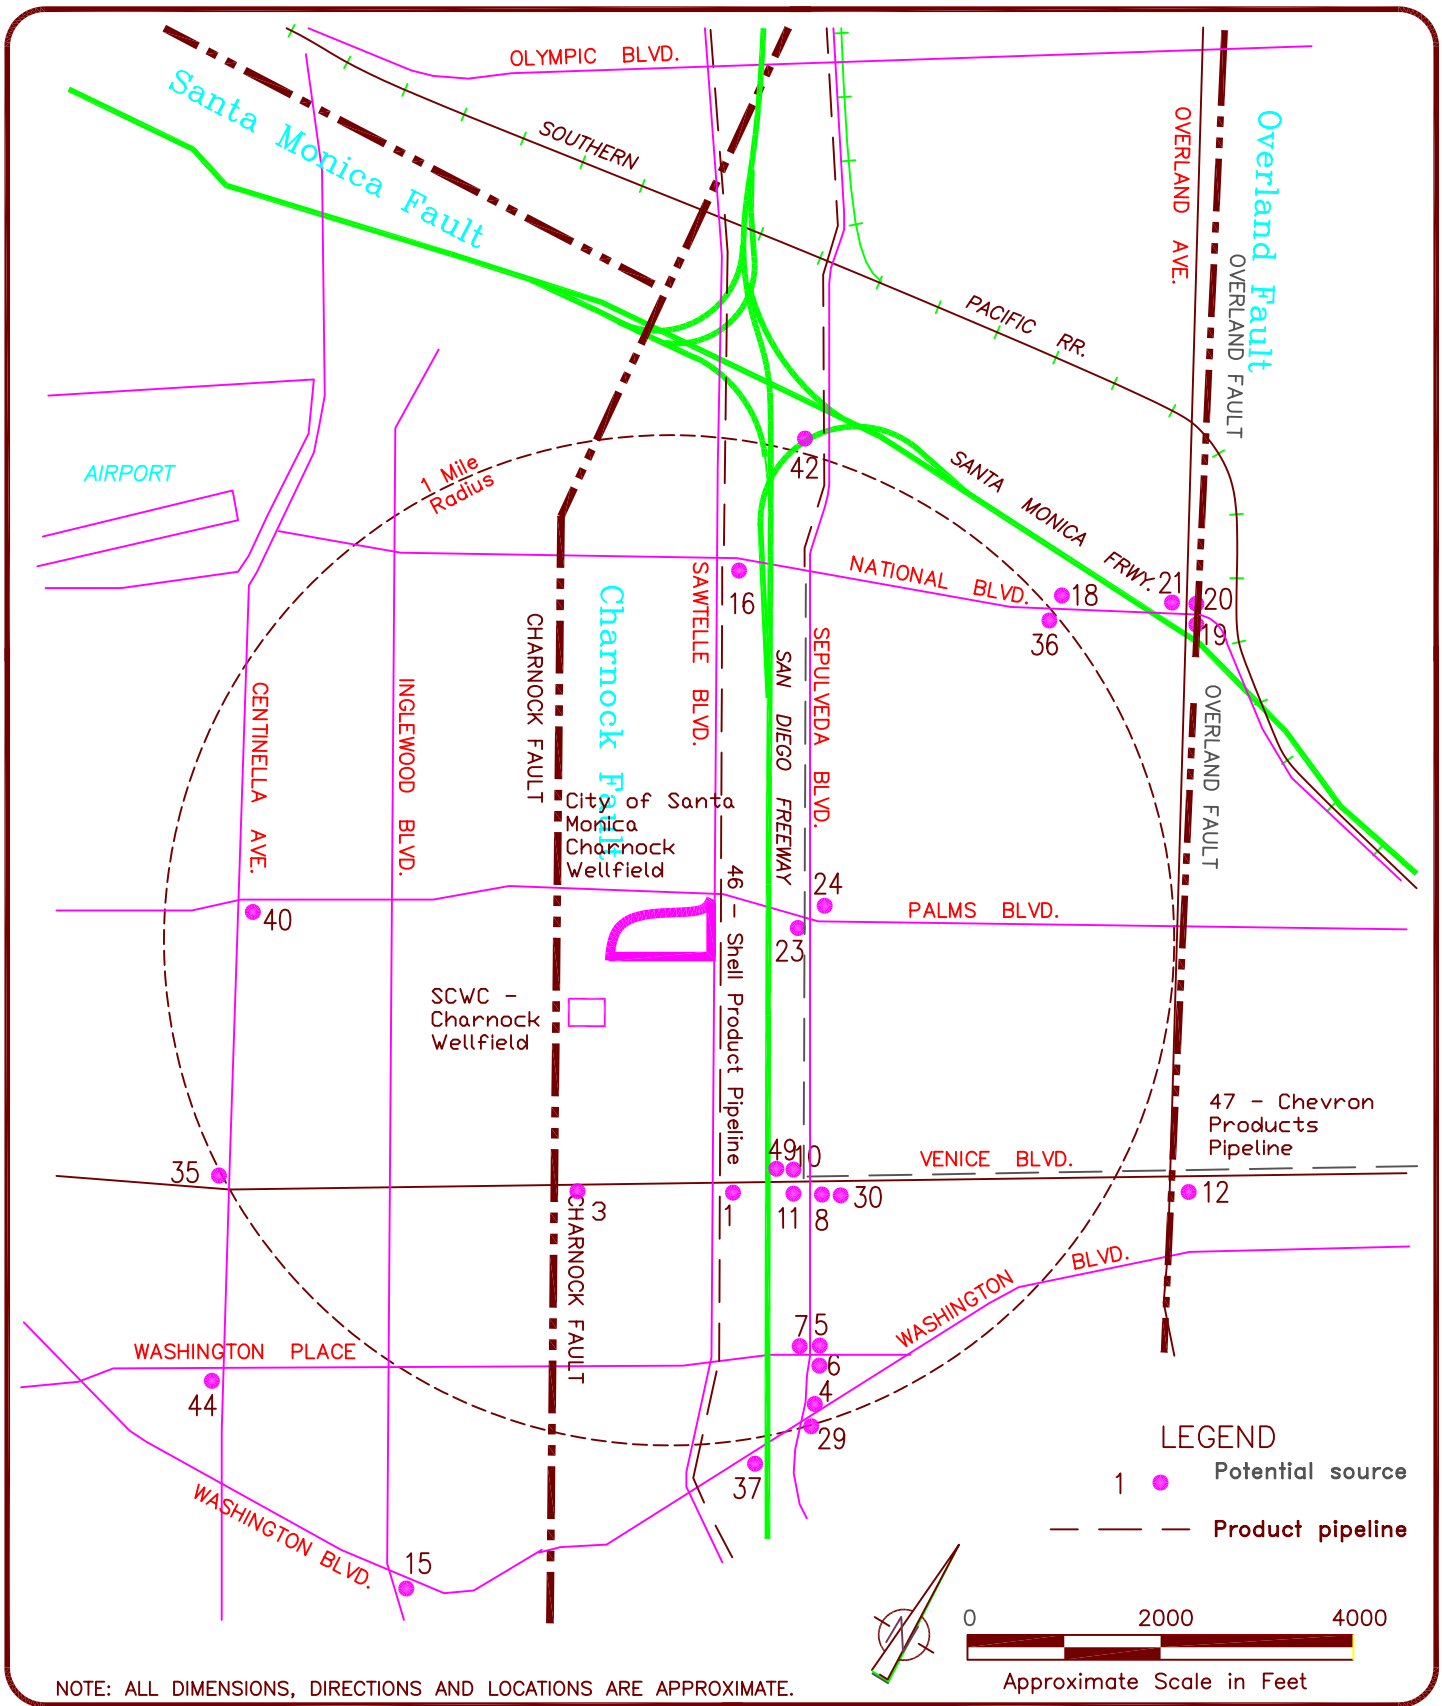 OLYMPIC BLVD.
Santa Monica Fault
SOUTHERN
PACIFIC RR.
OVERLAND AVE.
Overland Fault
OVERLAND FAULT
AIRPORT
1 Mile
Radius
42
SANTA MONICA FRWY.
NATIONAL BLVD.
16
18
36
21
20
19
CHARNOCK FAULT
Charnock Fault
SAWTELLE BLVD.
SAN DIEGO FREEWAY
SEPULVEDA BLVD.
OVERLAND FAULT
CENTINELLA AVE.
INGLEWOOD BLVD.
City of Santa
Monica
Charnock
Wellfield
46 - Shell Product Pipeline
24
40
PALMS BLVD.
23
SCWC -
Charnock
Wellfield
47 - Chevron
Products
Pipeline
VENICE BLVD.
35
49
10
3
1
11
8
30
12
CHARNOCK FAULT
WASHINGTON BLVD.
WASHINGTON PLACE
7
5
6
44
4
29
37
WASHINGTON BLVD.
15
LEGEND
1 Potential source
Product pipeline
N
0 2000 4000
Approximate Scale in Feet
NOTE: ALL DIMENSIONS, DIRECTIONS AND LOCATIONS ARE APPROXIMATE.